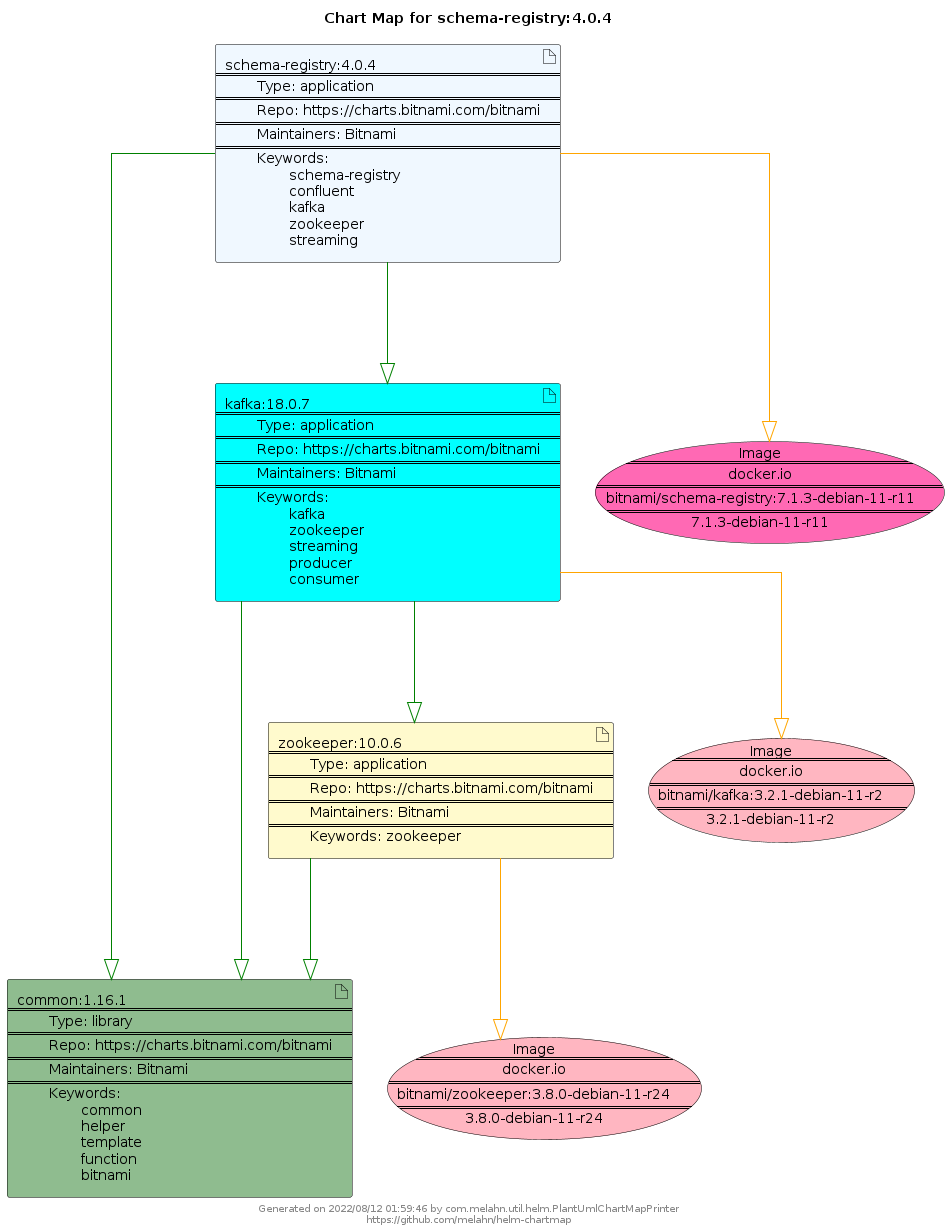 Chart Map for schema-registry:4.0.4
schema-registry:4.0.4
Type: application
Repo: https://charts.bitnami.com/bitnami
Maintainers: Bitnami
Keywords:
schema-registry
confluent
kafka
zookeeper
streaming
kafka:18.0.7
Type: application
Repo: https://charts.bitnami.com/bitnami
Maintainers: Bitnami
Keywords:
kafka
zookeeper
streaming
producer
consumer
Image
docker.io
bitnami/schema-registry:7.1.3-debian-11-r11
7.1.3-debian-11-r11
zookeeper:10.0.6
Type: application
Repo: https://charts.bitnami.com/bitnami
Maintainers: Bitnami
Keywords: zookeeper
Image
docker.io
bitnami/kafka:3.2.1-debian-11-r2
3.2.1-debian-11-r2
common:1.16.1
Type: library
Repo: https://charts.bitnami.com/bitnami
Maintainers: Bitnami
Keywords:
common
helper
template
function
bitnami
Image
docker.io
bitnami/zookeeper:3.8.0-debian-11-r24
3.8.0-debian-11-r24
Generated on 2022/08/12 01:59:46 by com.melahn.util.helm.PlantUmlChartMapPrinter
https://github.com/melahn/helm-chartmap